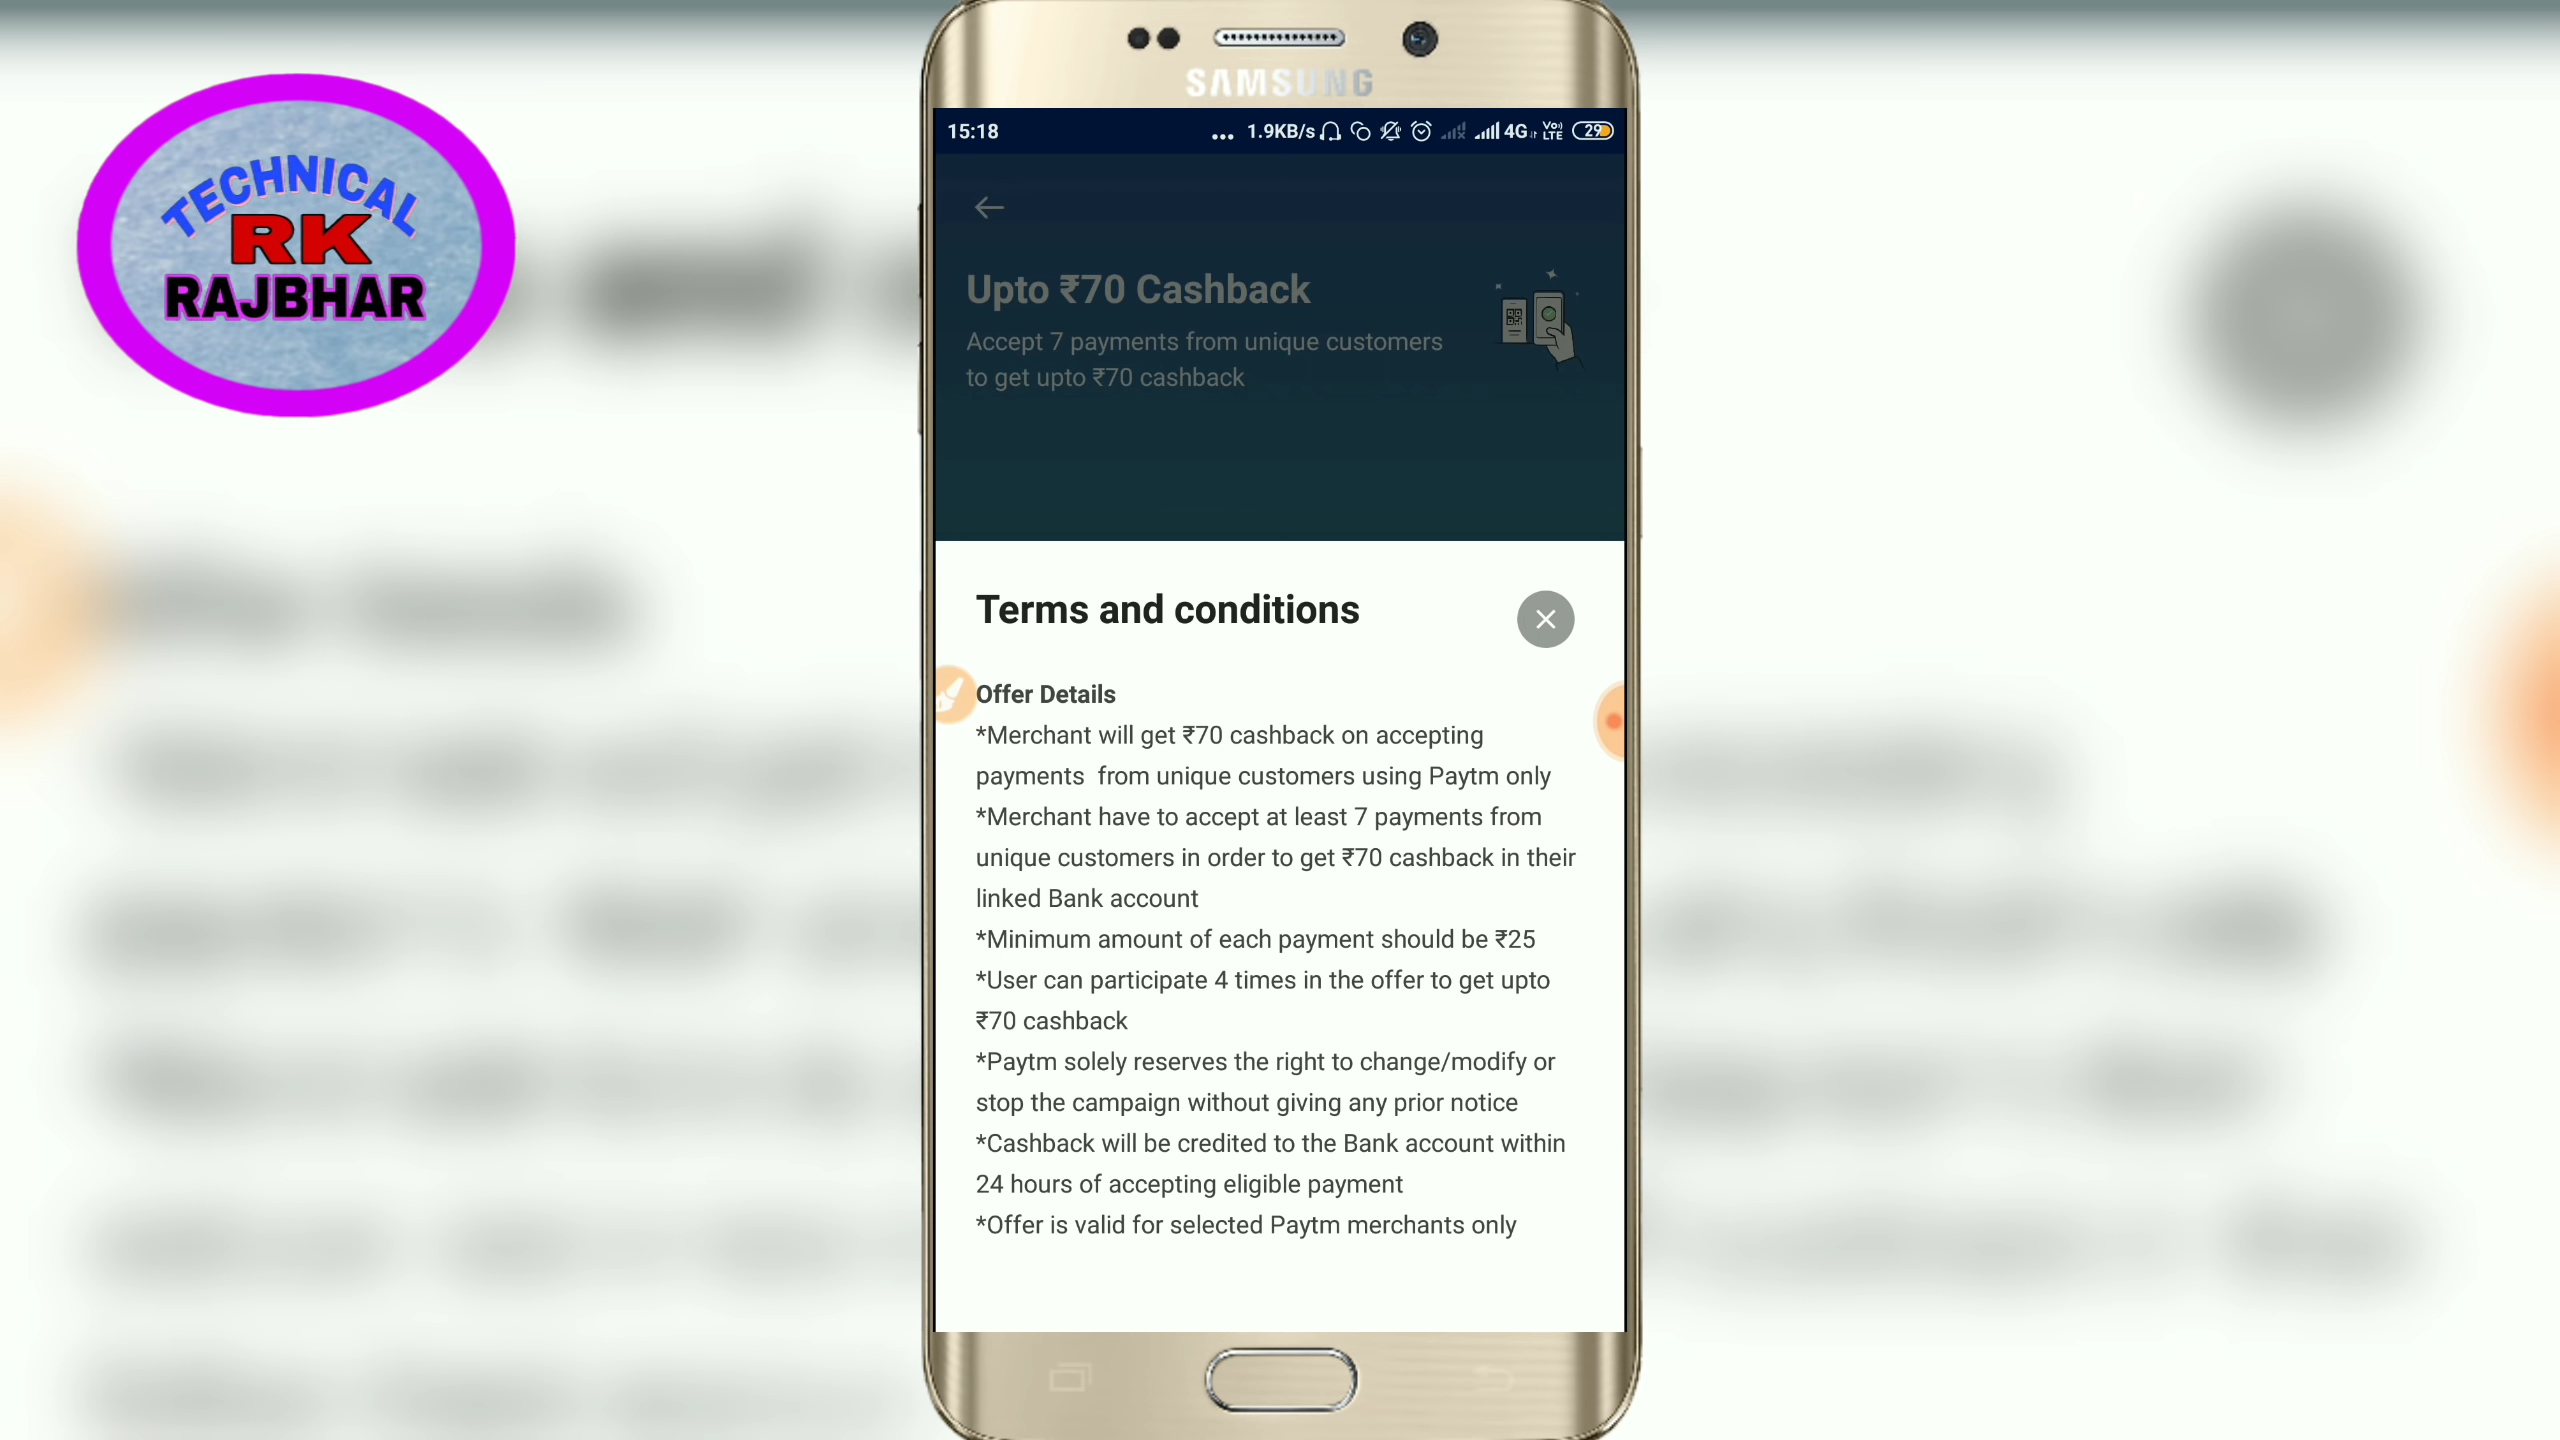 TECHNICAL
RK
RAJBHAR
SAMSUNG
15:18
... 1.9KB/s 4G Vo) LTE 29
Upto ₹70 Cashback
Accept 7 payments from unique customers
to get upto ₹70 cashback
Terms and conditions
Offer Details
*Merchant will get ₹70 cashback on accepting
payments  from unique customers using Paytm only
*Merchant have to accept at least 7 payments from
unique customers in order to get ₹70 cashback in their
linked Bank account
*Minimum amount of each payment should be ₹25
*User can participate 4 times in the offer to get upto
₹70 cashback
*Paytm solely reserves the right to change/modify or
stop the campaign without giving any prior notice
*Cashback will be credited to the Bank account within
24 hours of accepting eligible payment
*Offer is valid for selected Paytm merchants only